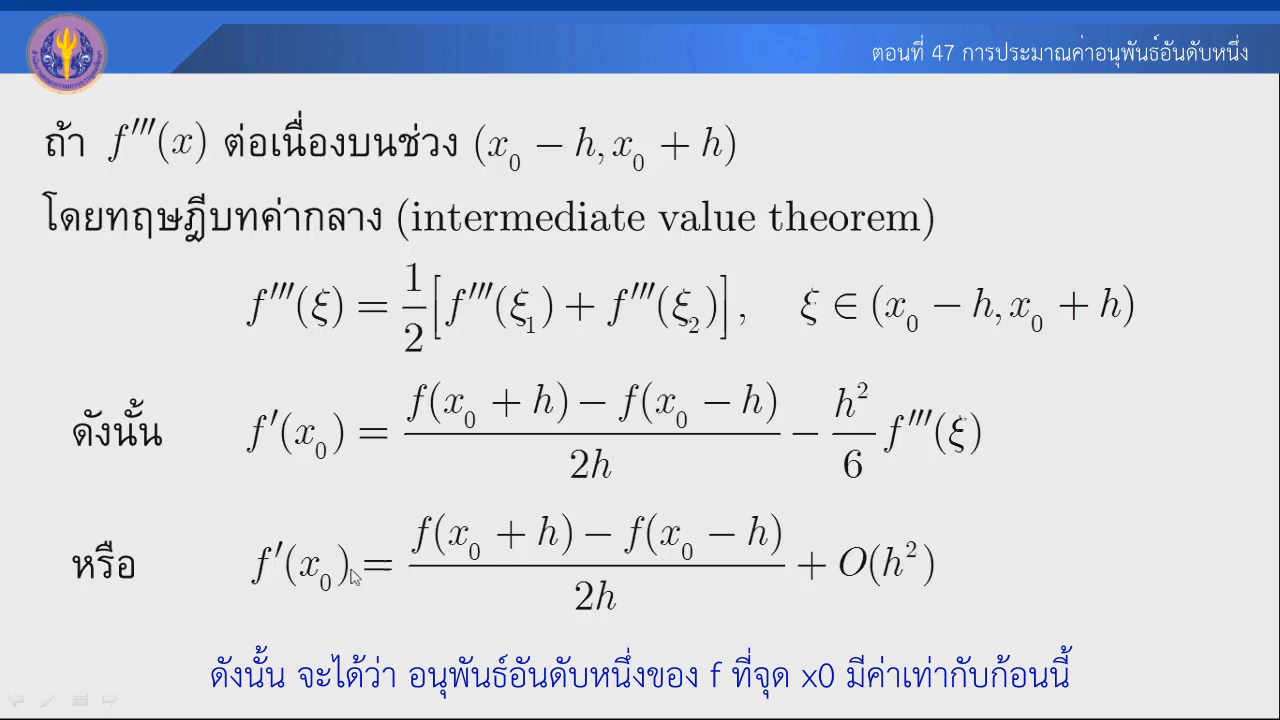 ตอนที่ 47 การประมาณค่าอนุพันธ์อันดับหนึ่ง
ถ้า f′′′(x) ต่อเนื่องบนช่วง (x₀ − h, x₀ + h)
โดยทฤษฎีบทค่ากลาง (intermediate value theorem)
f′′′(ξ) = 1/2 [f′′′(ξ₁) + f′′′(ξ₂)], ξ ∈ (x₀ − h, x₀ + h)
ดังนั้น f′(x₀) = (f(x₀ + h) − f(x₀ − h))/2h − h²/6 f′′′(ξ)
หรือ f′(x₀) = (f(x₀ + h) − f(x₀ − h))/2h + O(h²)
ดังนั้น จะได้ว่า อนุพันธ์อันดับหนึ่งของ f ที่จุด x0 มีค่าเท่ากับก้อนนี้